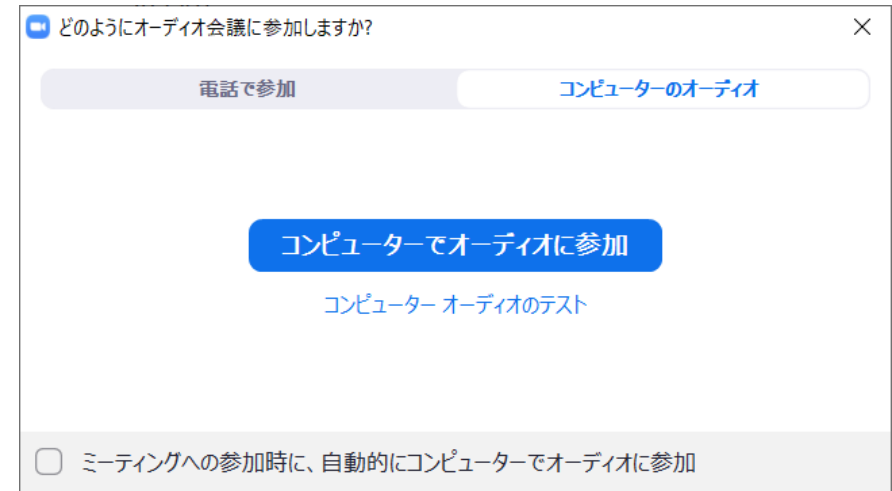 どのようにオーディオ会議に参加しますか?
電話で参加
コンピューターのオーディオ
コンピューターでオーディオに参加
コンピューター オーディオのテスト
ミーティングへの参加時に、自動的にコンピューターでオーディオに参加